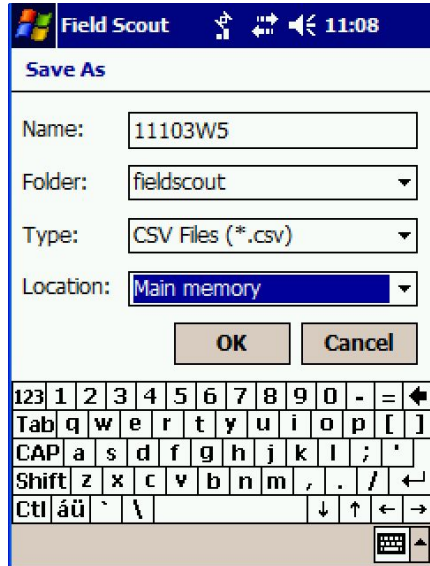 Field Scout 11:08
Save As
Name: 11103W5
Folder: fieldscout
Type: CSV Files (*.csv)
Location: Main memory
OK Cancel
123 1 2 3 4 5 6 7 8 9 0 - =
Tab q w e r t y u i o p [ ]
CAP a s d f g h j k l ; '
Shift z x c v b n m , . /
Ctl áü ` \